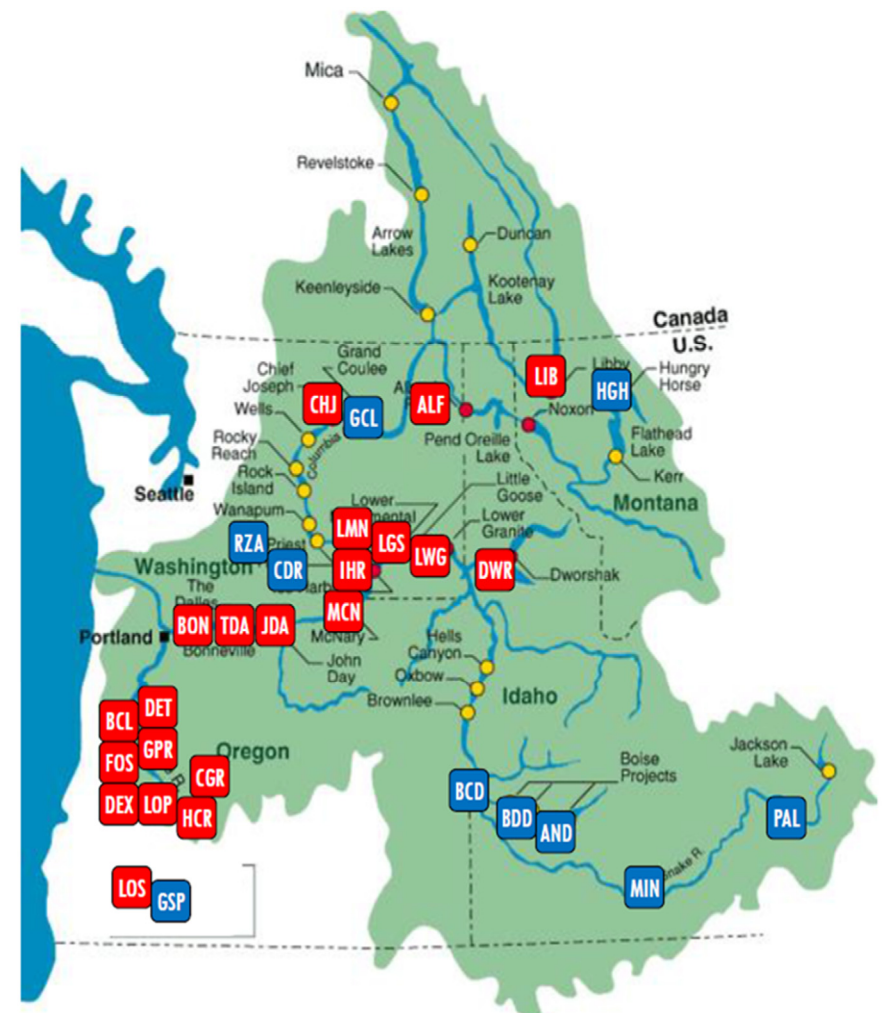 Mica
Revelstoke
Arrow
Lakes
Duncan
Kootenay
Lake
Keenleyside
Canada
U.S.
Grand
Coulee
Chief
Joseph
Libby
Hungry
Horse
LIB
HGH
CHJ
GCL
ALF
Wells
Noxon
Columbia
Pend Oreille
Lake
Flathead
Lake
Rocky
Reach
Kerr
Rock
Island
Little
Goose
Seattle
Lower
Montana
Wanapum
Lower
Granite
LMN
LGS
RZA
Priest
LWG
CDR
IHR
DWR
Washington
Dworshak
The
Dalles
MCN
BON
TDA
JDA
Portland
McNary
Bonneville
Hells
Canyon
John
Day
Oxbow
Idaho
Brownlee
DET
BCL
GPR
Oregon
FOS
CGR
Boise
Projects
Jackson
Lake
DEX
LOP
HCR
BCD
BDD
AND
PAL
LOS
GSP
MIN